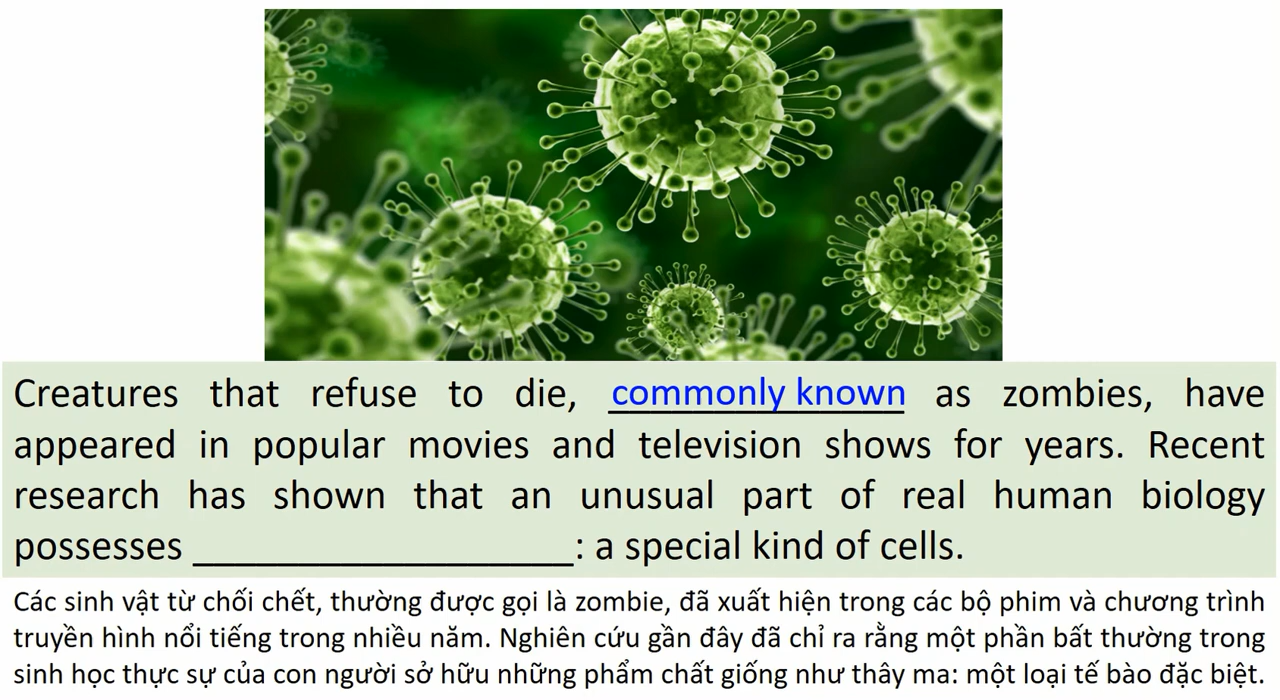 Creatures that refuse to die, commonly known as zombies, have
appeared in popular movies and television shows for years. Recent
research has shown that an unusual part of real human biology
possesses ____________________: a special kind of cells.
Các sinh vật từ chối chết, thường được gọi là zombie, đã xuất hiện trong các bộ phim và chương trình
truyền hình nổi tiếng trong nhiều năm. Nghiên cứu gần đây đã chỉ ra rằng một phần bất thường trong
sinh học thực sự của con người sở hữu những phẩm chất giống như thây ma: một loại tế bào đặc biệt.